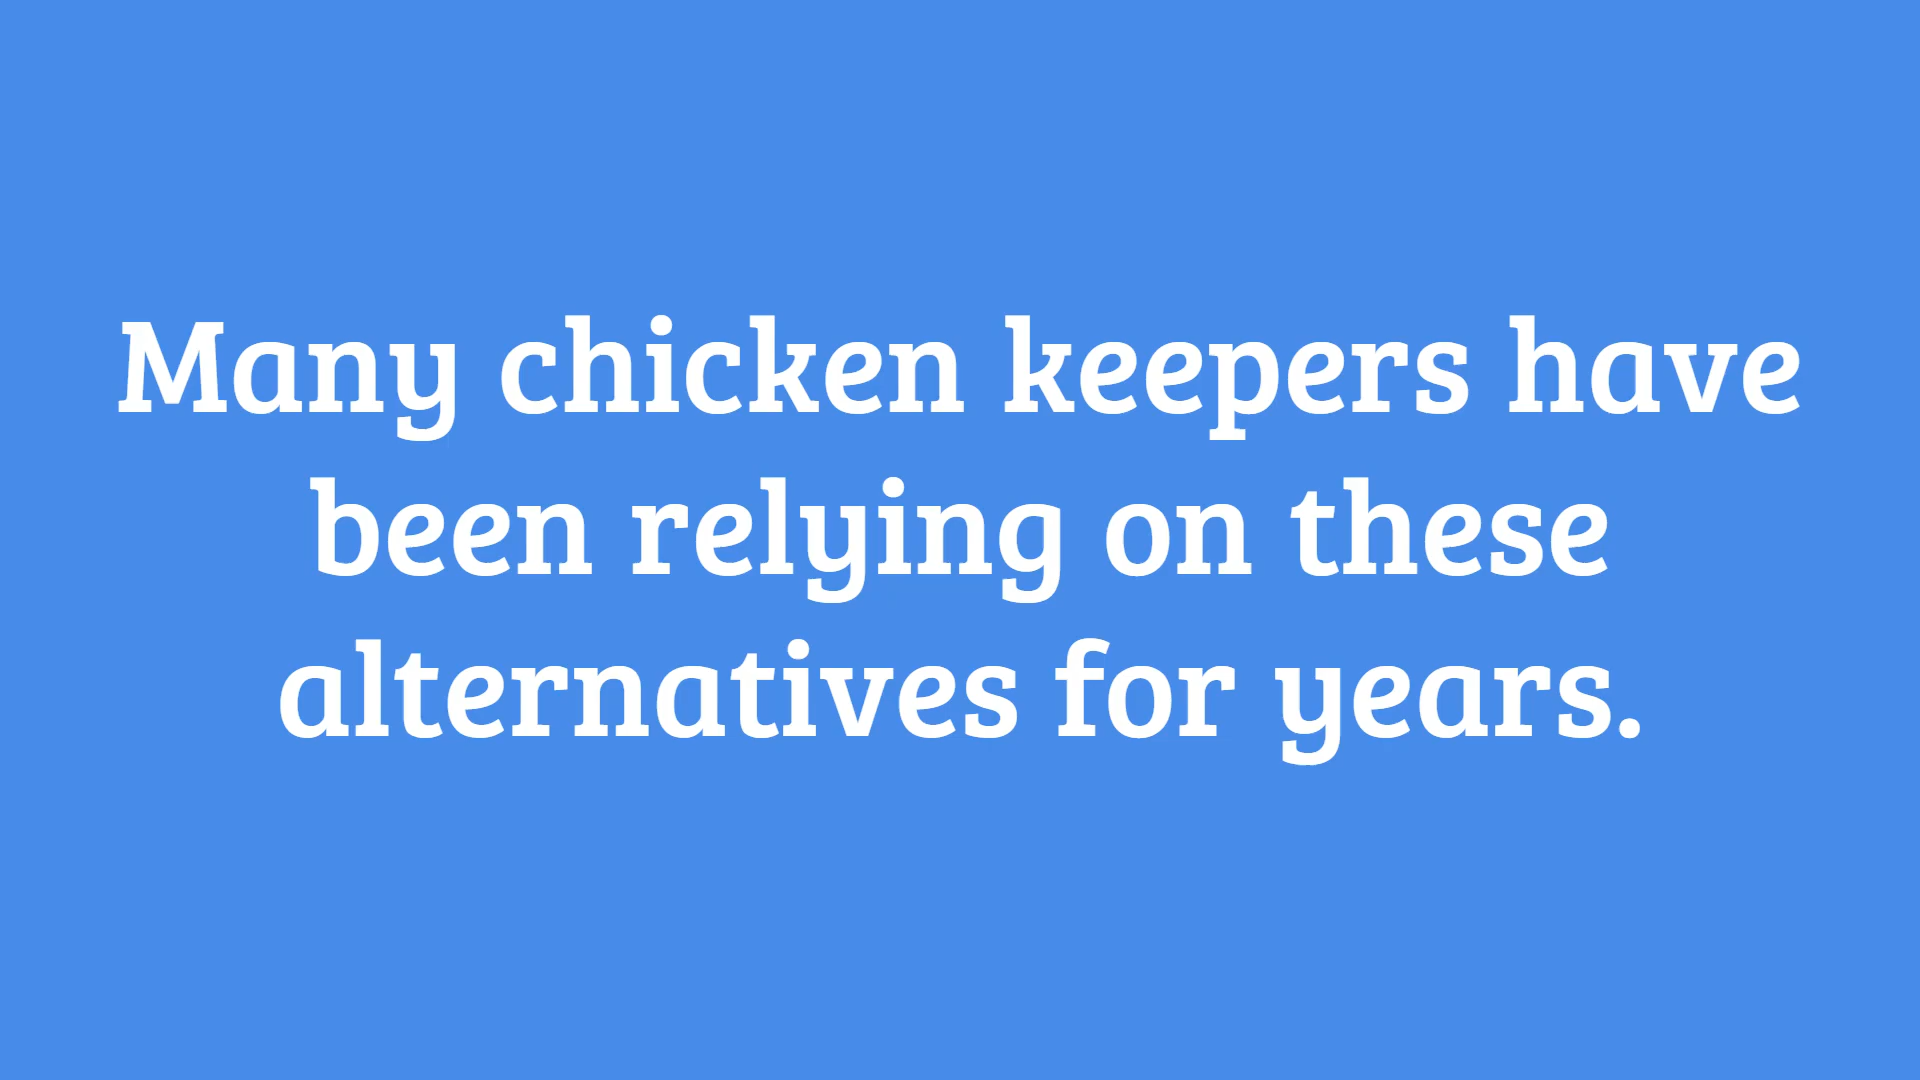 Many chicken keepers have
been relying on these
alternatives for years.